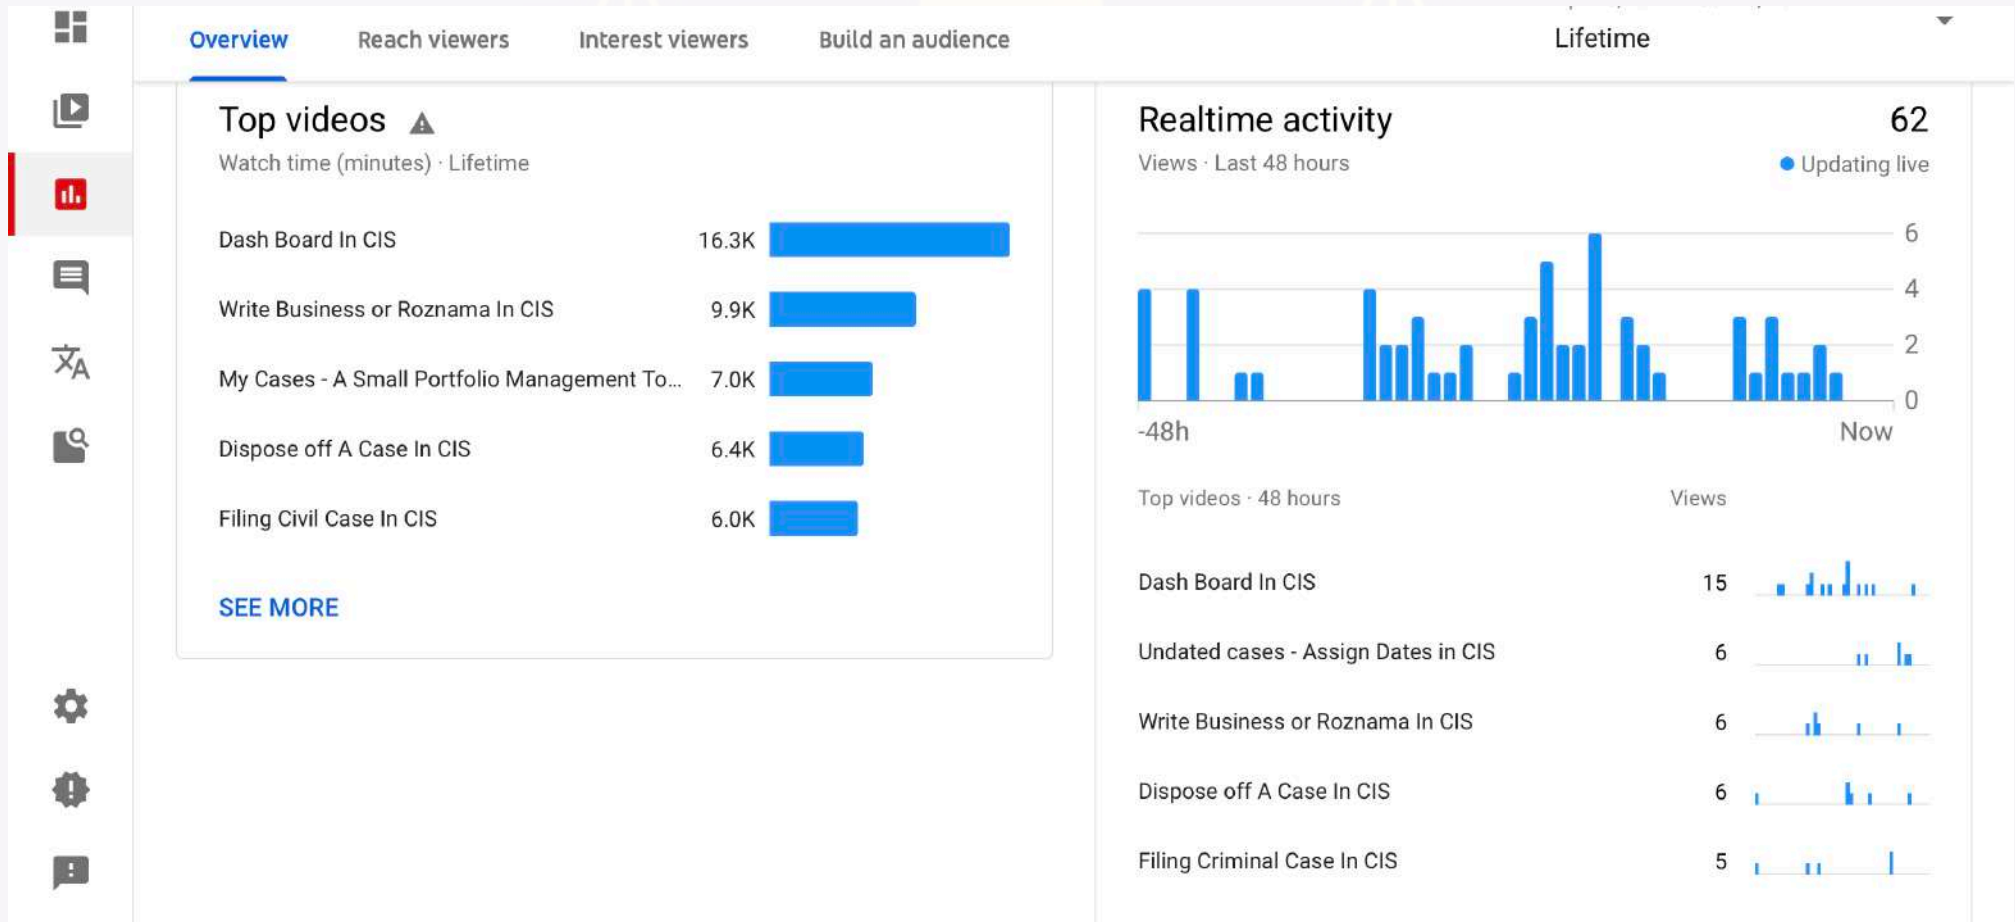 Overview Reach viewers Interest viewers Build an audience Lifetime
Top videos
Watch time (minutes) · Lifetime
Dash Board In CIS 16.3K
Write Business or Roznama In CIS 9.9K
My Cases - A Small Portfolio Management To... 7.0K
Dispose off A Case In CIS 6.4K
Filing Civil Case In CIS 6.0K
SEE MORE
Realtime activity 62
Views · Last 48 hours Updating live
6
4
2
0
-48h Now
Top videos · 48 hours Views
Dash Board In CIS 15
Undated cases - Assign Dates in CIS 6
Write Business or Roznama In CIS 6
Dispose off A Case In CIS 6
Filing Criminal Case In CIS 5